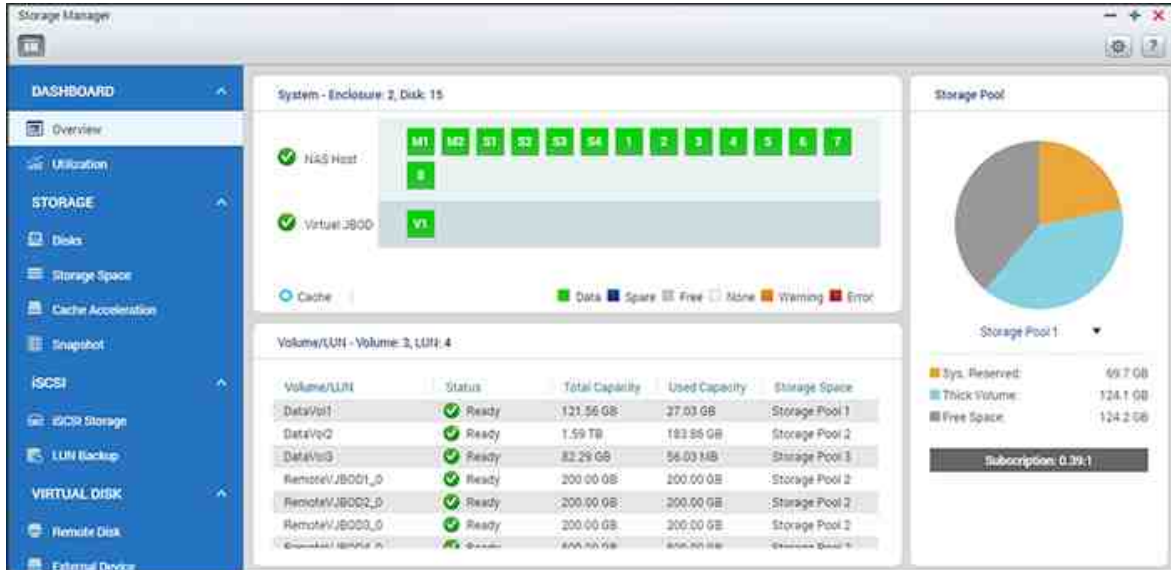 Storage Manager
DASHBOARD
Overview
Utilization
STORAGE
Disks
Storage Space
Cache Acceleration
Snapshot
iSCSI
iSCSI Storage
LUN Backup
VIRTUAL DISK
Remote Disk
External Device
System - Enclosure: 2, Disk: 15
NAS Host
M1 M2 S1 S2 S3 S4 1 2 3 4 5 6 7
8
Virtual JBOD
V1
Cache
Data Spare Free None Warning Error
Volume/LUN - Volume: 3, LUN: 4
Volume/LUN Status Total Capacity Used Capacity Storage Space
DataVol1 Ready 121.56 GB 27.03 GB Storage Pool 1
DataVol2 Ready 1.59 TB 183.86 GB Storage Pool 2
DataVol3 Ready 82.29 GB 56.03 MB Storage Pool 3
RemoteVJBOD1_0 Ready 200.00 GB 200.00 GB Storage Pool 2
RemoteVJBOD2_0 Ready 200.00 GB 200.00 GB Storage Pool 2
RemoteVJBOD3_0 Ready 200.00 GB 200.00 GB Storage Pool 2
Storage Pool
Storage Pool 1
Sys. Reserved: 69.7 GB
Thick Volume: 124.1 GB
Free Space: 124.2 GB
Subscription: 0.39:1